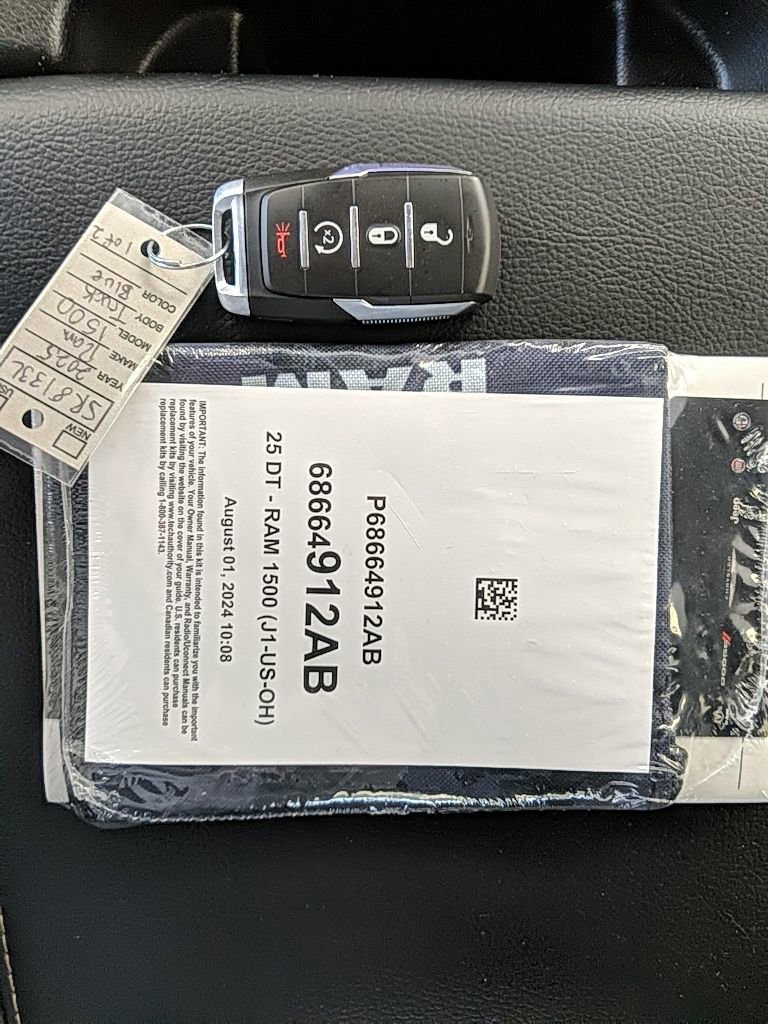 NEW
SR8133L
YEAR 2025
MAKE Ram
MODEL 1500
BODY Truck
COLOR Blue
1 of 2
x2
RAM
P68664912AB
68664912AB
25 DT - RAM 1500 (J1-US-OH)
August 01, 2024 10:08
IMPORTANT: The information found in this kit is intended to familiarize you with the important
features of your vehicle. Your Owner Manual, Warranty, and Radio/Uconnect Manuals can be
found by visiting the website on the cover of your guide. U.S. residents can purchase
replacement kits by visiting www.techauthority.com and Canadian residents can purchase
replacement kits by calling 1-800-387-1143.
Jeep
DODGE